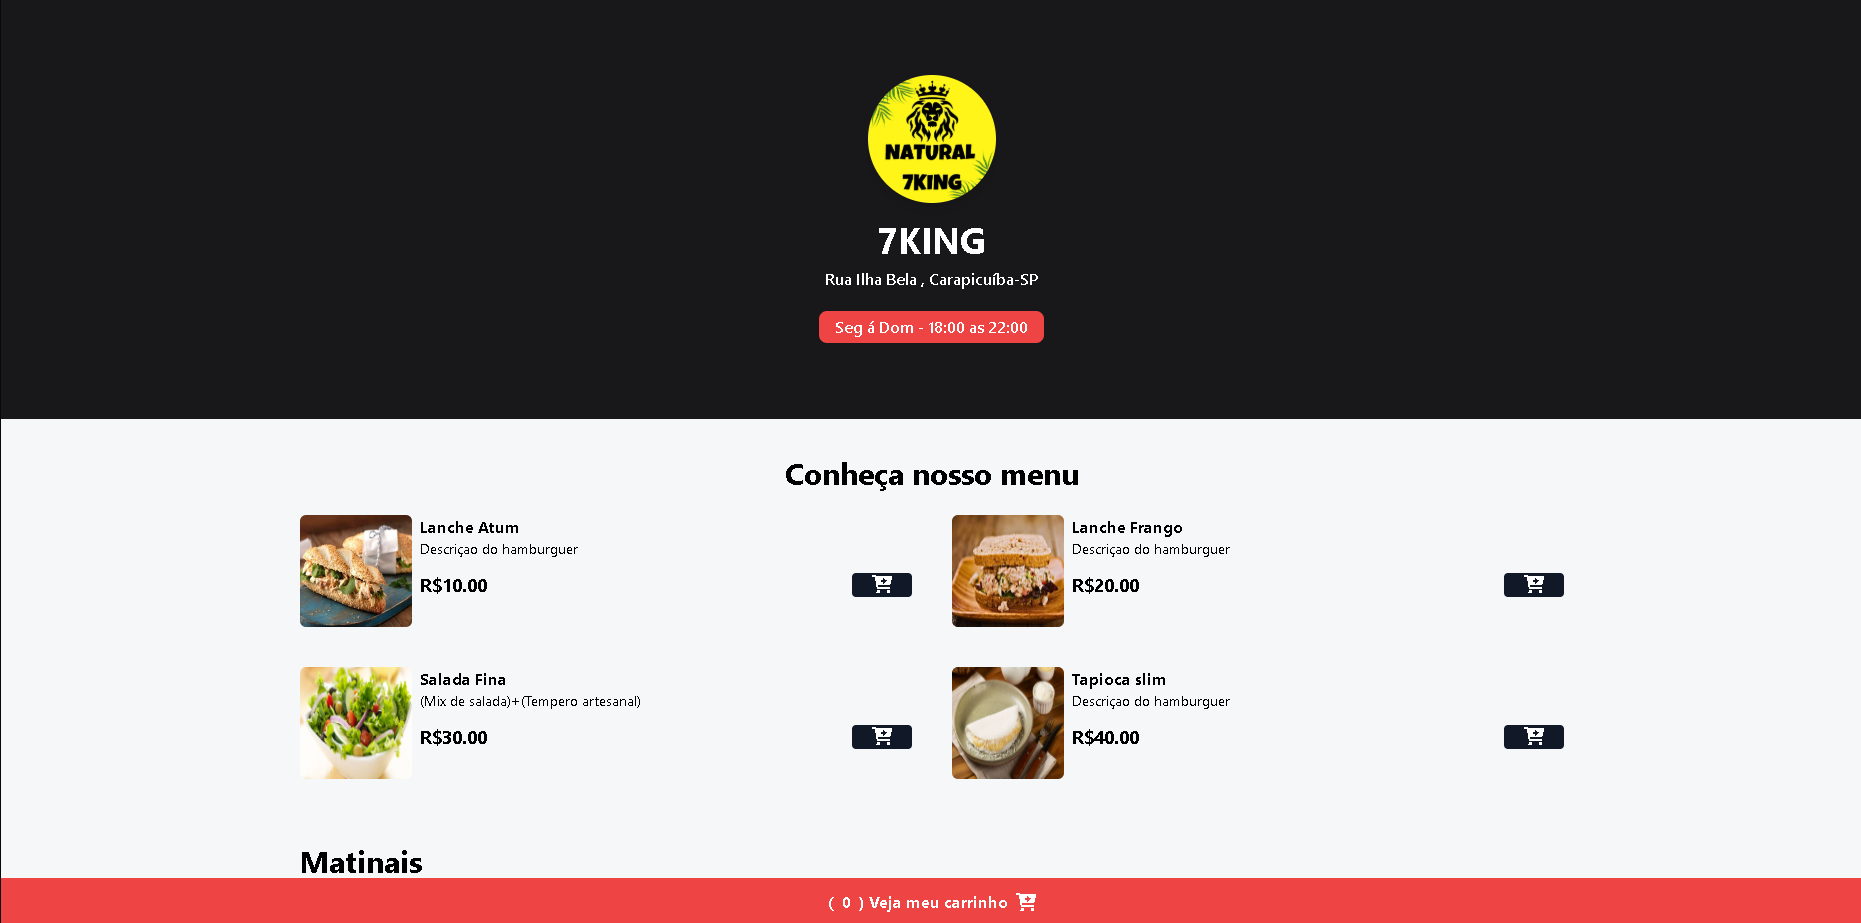 NATURAL
7KING
7KING
Rua Ilha Bela , Carapicuíba-SP
Seg á Dom - 18:00 as 22:00
Conheça nosso menu
Lanche Atum
Descriçao do hamburguer
R$10.00
Lanche Frango
Descriçao do hamburguer
R$20.00
Salada Fina
(Mix de salada)+(Tempero artesanal)
R$30.00
Tapioca slim
Descriçao do hamburguer
R$40.00
Matinais
( 0 ) Veja meu carrinho